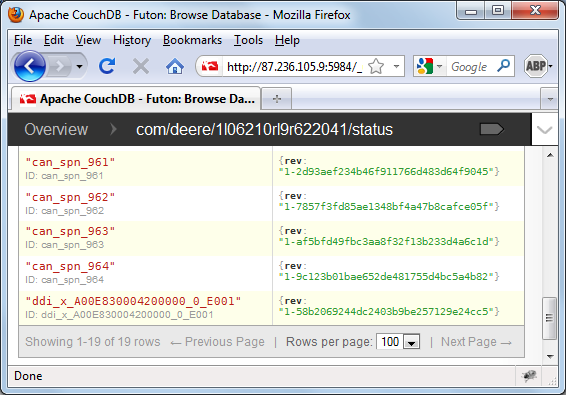 Apache CouchDB - Futon: Browse Database - Mozilla Firefox
File Edit View History Bookmarks Tools Help
http://87.236.105.9:5984/_ Google ABP
Apache CouchDB - Futon: Browse Da...
Overview com/deere/1l06210rl9r622041/status
"can_spn_961" {rev:
ID: can_spn_961 "1-2d93aef234b46f911766d483d64f9045"}
"can_spn_962" {rev:
ID: can_spn_962 "1-7857f3fd85ae1348bf4a47b8cafce05f"}
"can_spn_963" {rev:
ID: can_spn_963 "1-af5bfd49fbc3aa8f32f13b233d4a6c1d"}
"can_spn_964" {rev:
ID: can_spn_964 "1-9c123b01bae652de481755d4bc5a4b82"}
"ddi_x_A00E830004200000_0_E001" {rev:
ID: ddi_x_A00E830004200000_0_E001 "1-58b2069244dc2403b9be257129e24cc5"}
Showing 1-19 of 19 rows ← Previous Page | Rows per page: 100 | Next Page →
Done